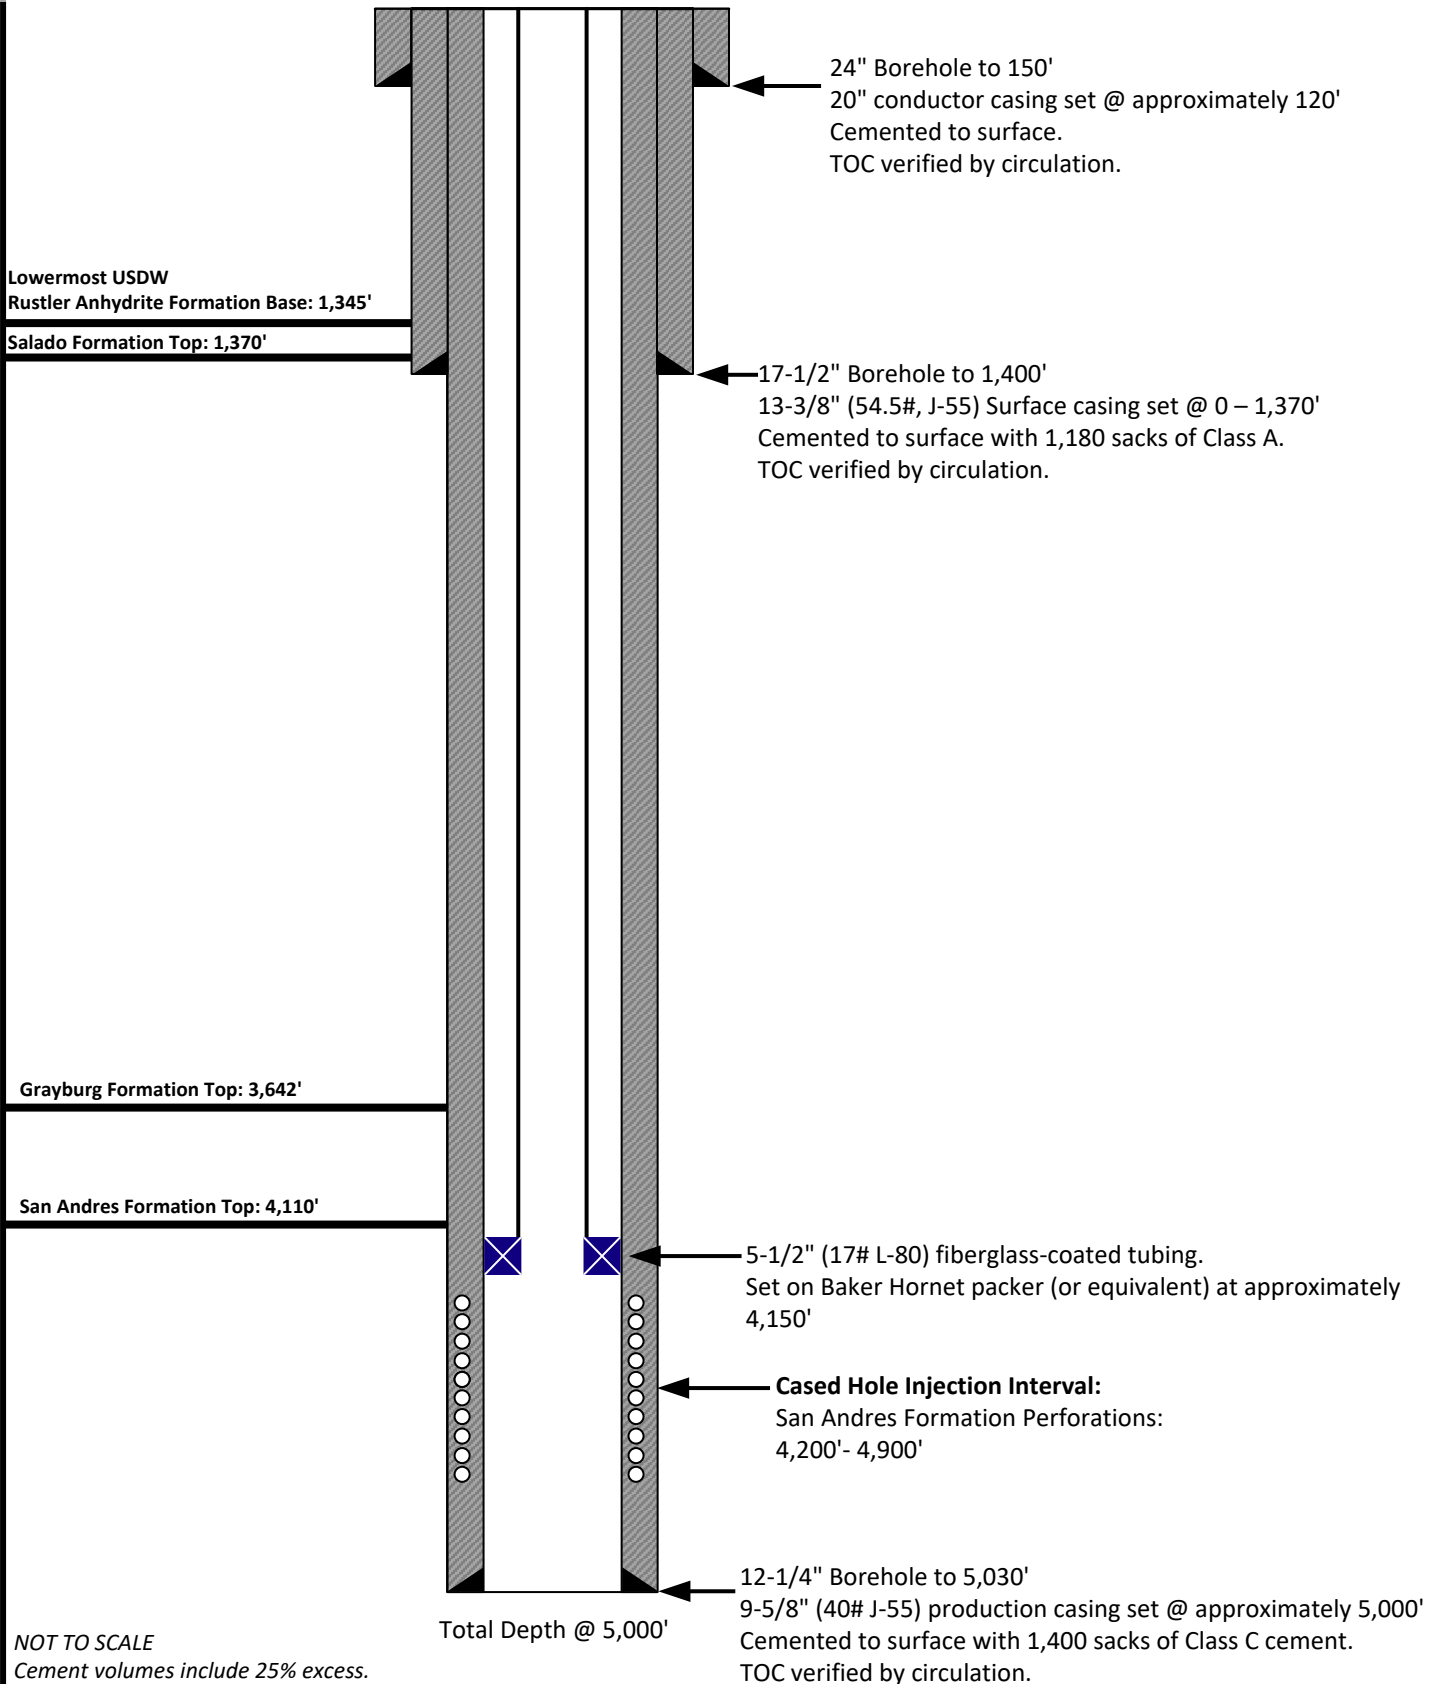 24" Borehole to 150'
20" conductor casing set @ approximately 120'
Cemented to surface.
TOC verified by circulation.
Lowermost USDW
Rustler Anhydrite Formation Base: 1,345'
Salado Formation Top: 1,370'
17-1/2" Borehole to 1,400'
13-3/8" (54.5#, J-55) Surface casing set @ 0 – 1,370'
Cemented to surface with 1,180 sacks of Class A.
TOC verified by circulation.
Grayburg Formation Top: 3,642'
San Andres Formation Top: 4,110'
5-1/2" (17# L-80) fiberglass-coated tubing.
Set on Baker Hornet packer (or equivalent) at approximately
4,150'
Cased Hole Injection Interval:
San Andres Formation Perforations:
4,200'- 4,900'
12-1/4" Borehole to 5,030'
9-5/8" (40# J-55) production casing set @ approximately 5,000'
Cemented to surface with 1,400 sacks of Class C cement.
TOC verified by circulation.
Total Depth @ 5,000'
NOT TO SCALE
Cement volumes include 25% excess.